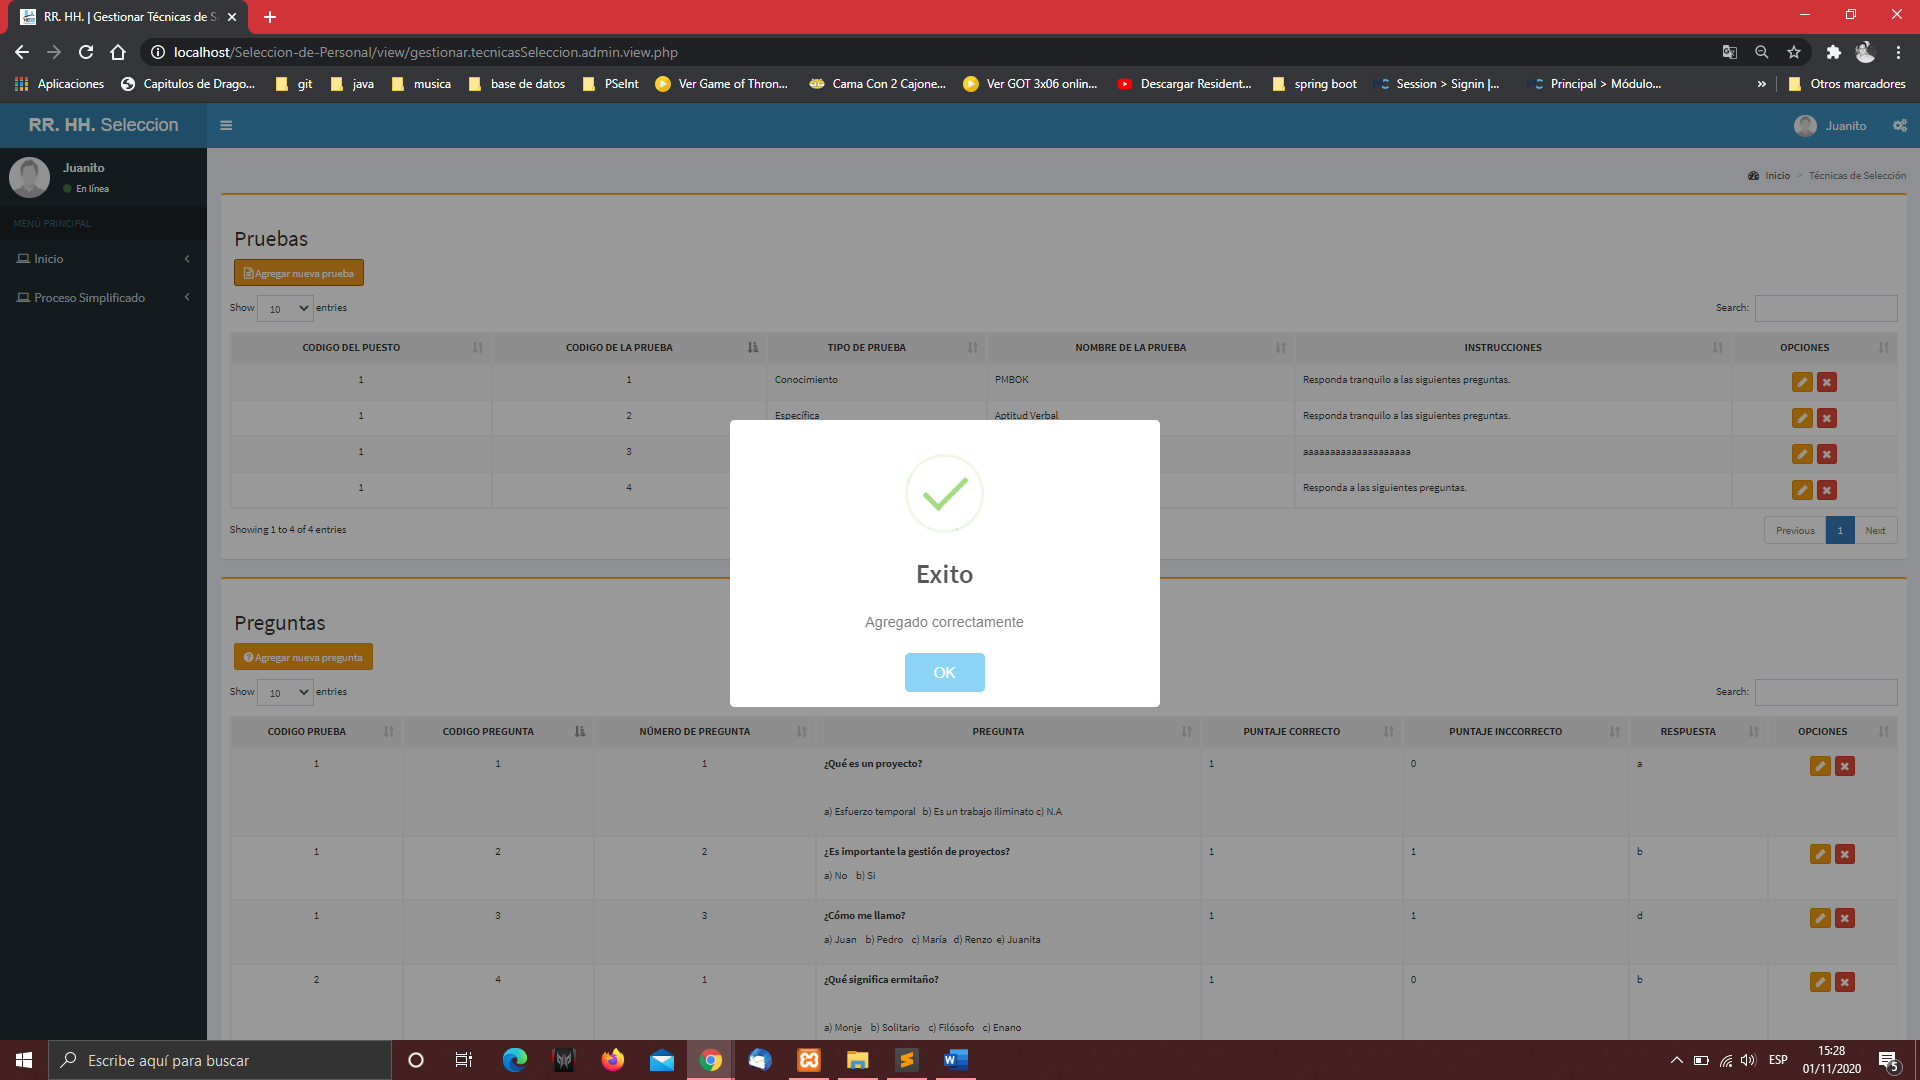 RR. HH. | Gestionar Técnicas de S
localhost/Seleccion-de-Personal/view/gestionar.tecnicasSeleccion.admin.view.php
Aplicaciones Capitulos de Drago... git java musica base de datos PSeInt Ver Game of Thron... Cama Con 2 Cajone... Ver GOT 3x06 onlin... Descargar Resident... spring boot Session > Signin |... Principal > Módulo... » Otros marcadores
RR. HH. Seleccion Juanito
Juanito
En línea
Inicio > Técnicas de Selección
MENÚ PRINCIPAL
Inicio
Proceso Simplificado
Pruebas
Agregar nueva prueba
Show 10 entries Search:
CODIGO DEL PUESTO CODIGO DE LA PRUEBA TIPO DE PRUEBA NOMBRE DE LA PRUEBA INSTRUCCIONES OPCIONES
1 1 Conocimiento PMBOK Responda tranquilo a las siguientes preguntas.
1 2 Específica Aptitud Verbal Responda tranquilo a las siguientes preguntas.
1 3 aaaaaaaaaaaaaaaaaaaa
1 4 Responda a las siguientes preguntas.
Showing 1 to 4 of 4 entries Previous 1 Next
Exito
Agregado correctamente
OK
Preguntas
Agregar nueva pregunta
Show 10 entries Search:
CODIGO PRUEBA CODIGO PREGUNTA NÚMERO DE PREGUNTA PREGUNTA PUNTAJE CORRECTO PUNTAJE INCCORRECTO RESPUESTA OPCIONES
1 1 1 ¿Qué es un proyecto? 1 0 a
a) Esfuerzo temporal b) Es un trabajo iliminato c) N.A
1 2 2 ¿Es importante la gestión de proyectos? 1 1 b
a) No b) Si
1 3 3 ¿Cómo me llamo? 1 1 d
a) Juan b) Pedro c) María d) Renzo e) Juanita
2 4 1 ¿Qué significa ermitaño? 1 0 b
a) Monje b) Solitario c) Filósofo c) Enano
Escribe aquí para buscar ESP 15:28
01/11/2020 5